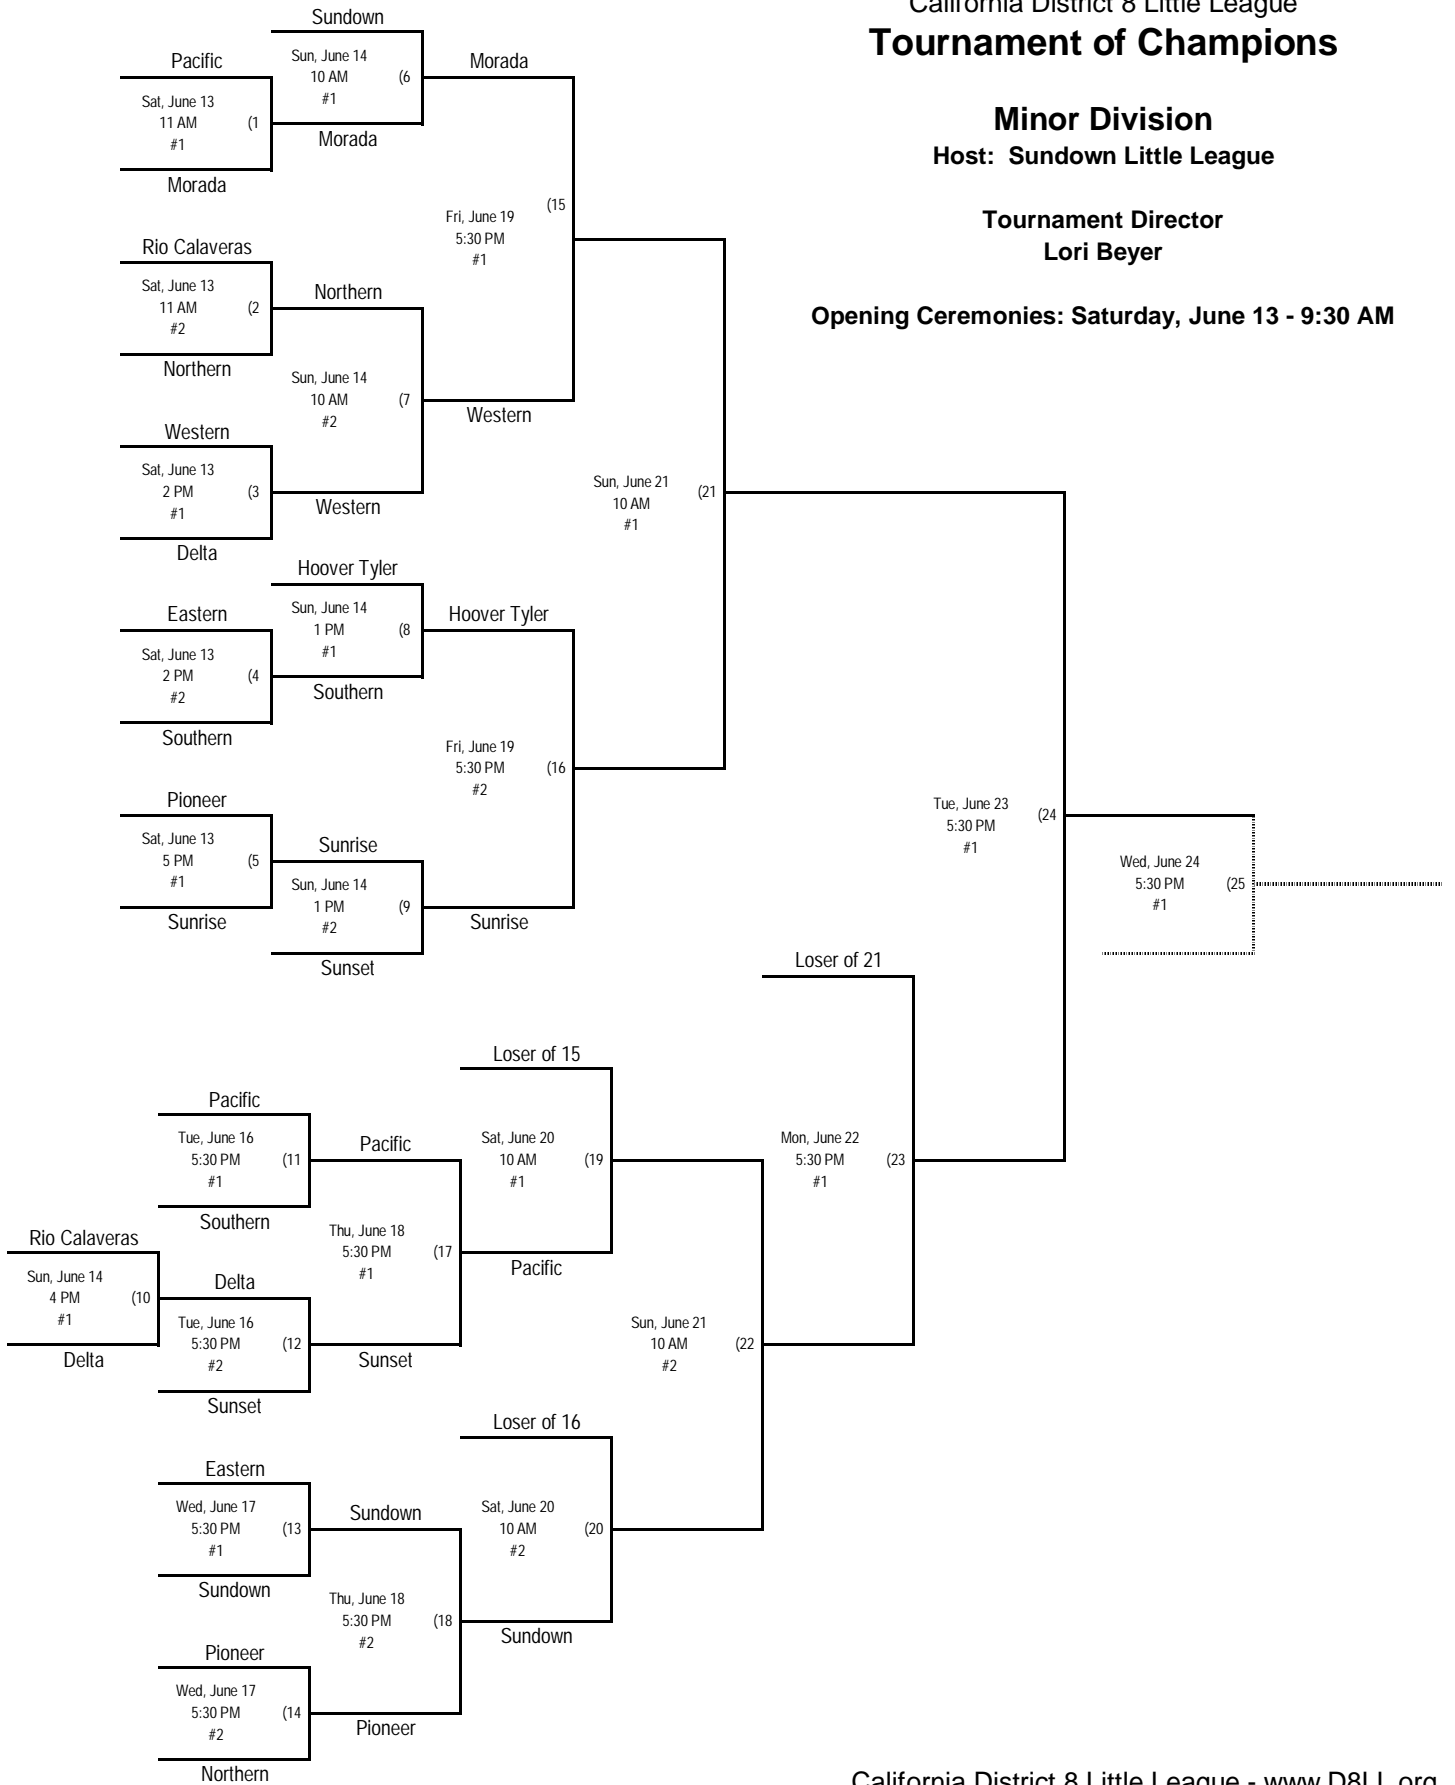 California District 8 Little League
Tournament of Champions
Minor Division
Host: Sundown Little League
Tournament Director
Lori Beyer
Opening Ceremonies: Saturday, June 13 - 9:30 AM
Sundown
Sun, June 14
10 AM
(6
#1
Morada
Pacific
Sat, June 13
11 AM
(1
#1
Morada
Morada
Fri, June 19
5:30 PM
(15
#1
Western
Rio Calaveras
Sat, June 13
11 AM
(2
#2
Northern
Northern
Sun, June 14
10 AM
(7
#2
Western
Western
Sat, June 13
2 PM
(3
#1
Delta
Sun, June 21
10 AM
(21
#1
Hoover Tyler
Sun, June 14
1 PM
(8
#1
Southern
Eastern
Sat, June 13
2 PM
(4
#2
Southern
Hoover Tyler
Fri, June 19
5:30 PM
(16
#2
Sunrise
Pioneer
Sat, June 13
5 PM
(5
#1
Sunrise
Sunrise
Sun, June 14
1 PM
(9
#2
Sunset
Tue, June 23
5:30 PM
(24
#1
Wed, June 24
5:30 PM
(25
#1
Loser of 21
Mon, June 22
5:30 PM
(23
#1
Loser of 15
Sat, June 20
10 AM
(19
#1
Pacific
Pacific
Tue, June 16
5:30 PM
(11
#1
Southern
Pacific
Thu, June 18
5:30 PM
(17
#1
Sunset
Rio Calaveras
Sun, June 14
4 PM
(10
#1
Delta
Delta
Tue, June 16
5:30 PM
(12
#2
Sunset
Sun, June 21
10 AM
(22
#2
Loser of 16
Sat, June 20
10 AM
(20
#2
Sundown
Eastern
Wed, June 17
5:30 PM
(13
#1
Sundown
Sundown
Thu, June 18
5:30 PM
(18
#2
Pioneer
Pioneer
Wed, June 17
5:30 PM
(14
#2
Northern
California District 8 Little League - www.D8LL.org